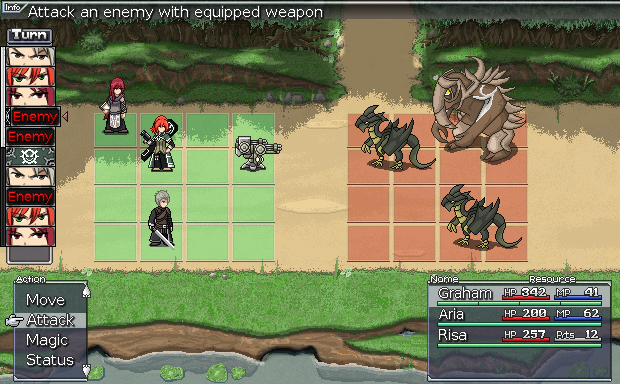 Info Attack an enemy with equipped weapon
Turn
Enemy
Enemy
Enemy
Action
Move
Attack
Magic
Status
Name Resource
Graham HP 342 MP 41
Aria HP 200 MP 62
Risa HP 257 Pts 12